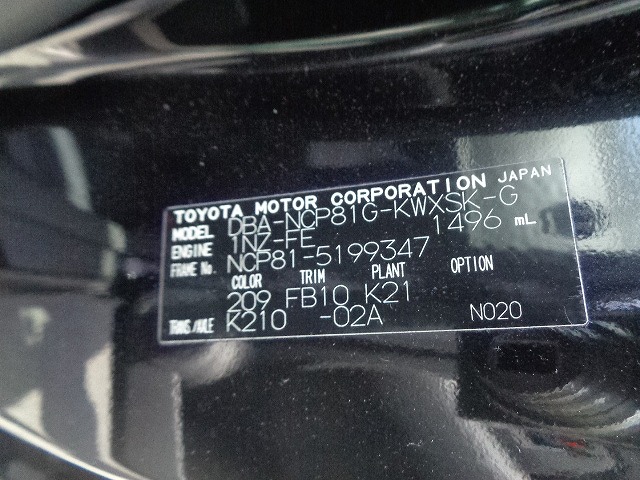 TOYOTA MOTOR CORPORATION JAPAN
MODEL DBA-NCP81G-KWXSK-G
ENGINE 1NZ-FE 1496 mL
FRAME No. NCP81-5199347
COLOR TRIM PLANT OPTION
209 FB10 K21
TRANS/AXLE K210 -02A N020